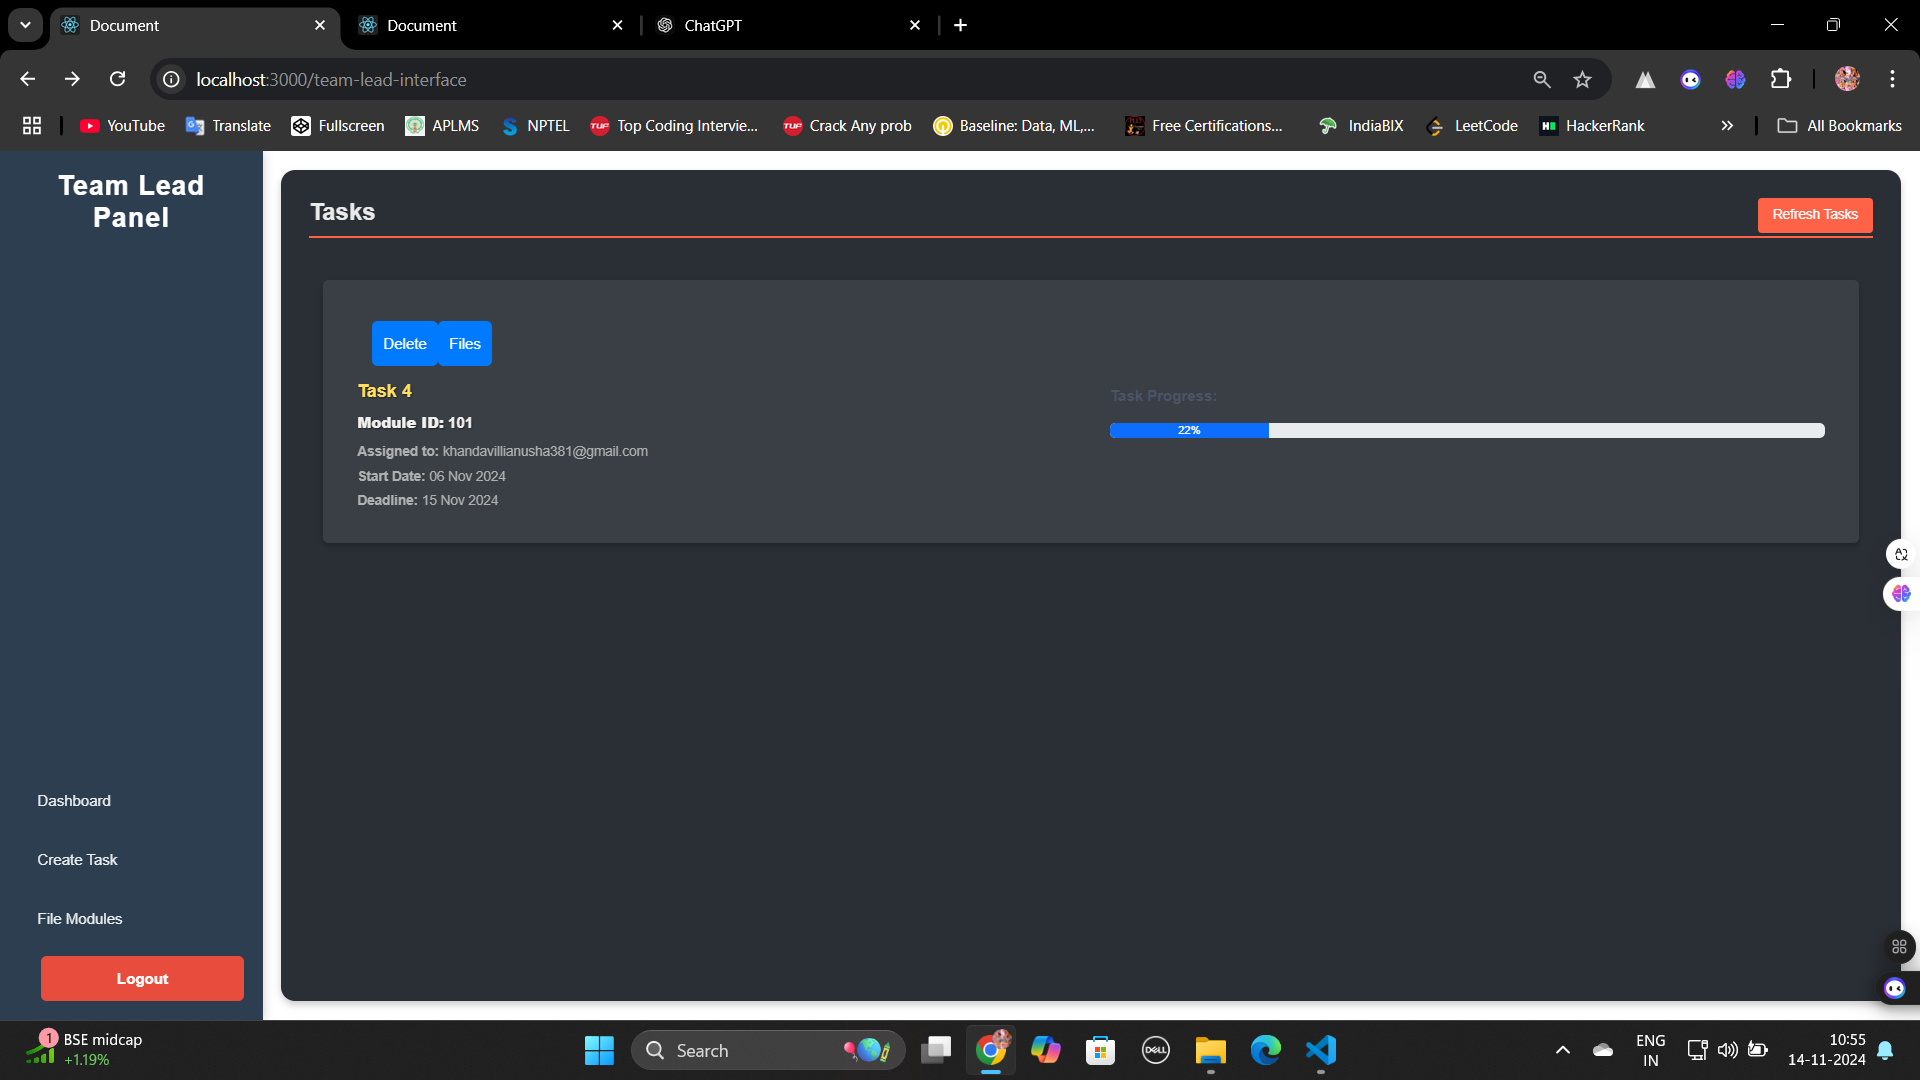 Document
Document
ChatGPT
localhost:3000/team-lead-interface
YouTube
Translate
Fullscreen
APLMS
NPTEL
TUF Top Coding Intervie...
TUF Crack Any prob
Baseline: Data, ML,...
Free Certifications...
IndiaBIX
LeetCode
HackerRank
All Bookmarks
Team Lead
Panel
Tasks
Refresh Tasks
Delete
Files
Task 4
Module ID: 101
Assigned to: khandavillianusha381@gmail.com
Start Date: 06 Nov 2024
Deadline: 15 Nov 2024
Task Progress:
22%
Dashboard
Create Task
File Modules
Logout
1
BSE midcap
+1.19%
Search
DELL
ENG
IN
10:55
14-11-2024